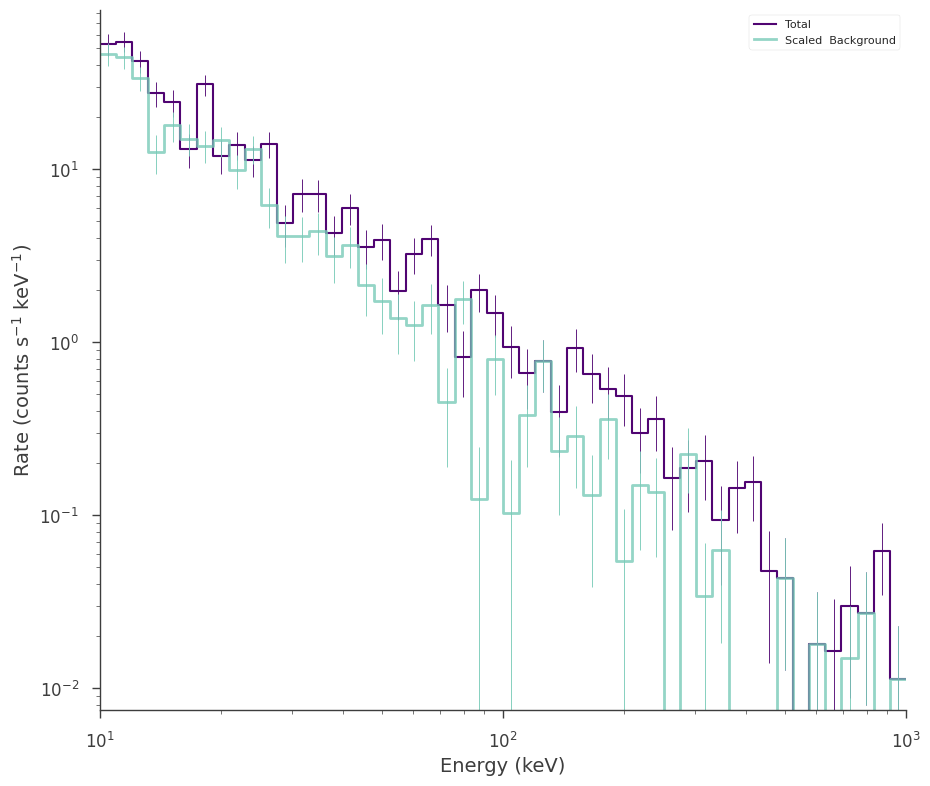 Total
Scaled  Background
10¹
10⁰
10⁻¹
10⁻²
Rate (counts s⁻¹ keV⁻¹)
10¹
10²
10³
Energy (keV)